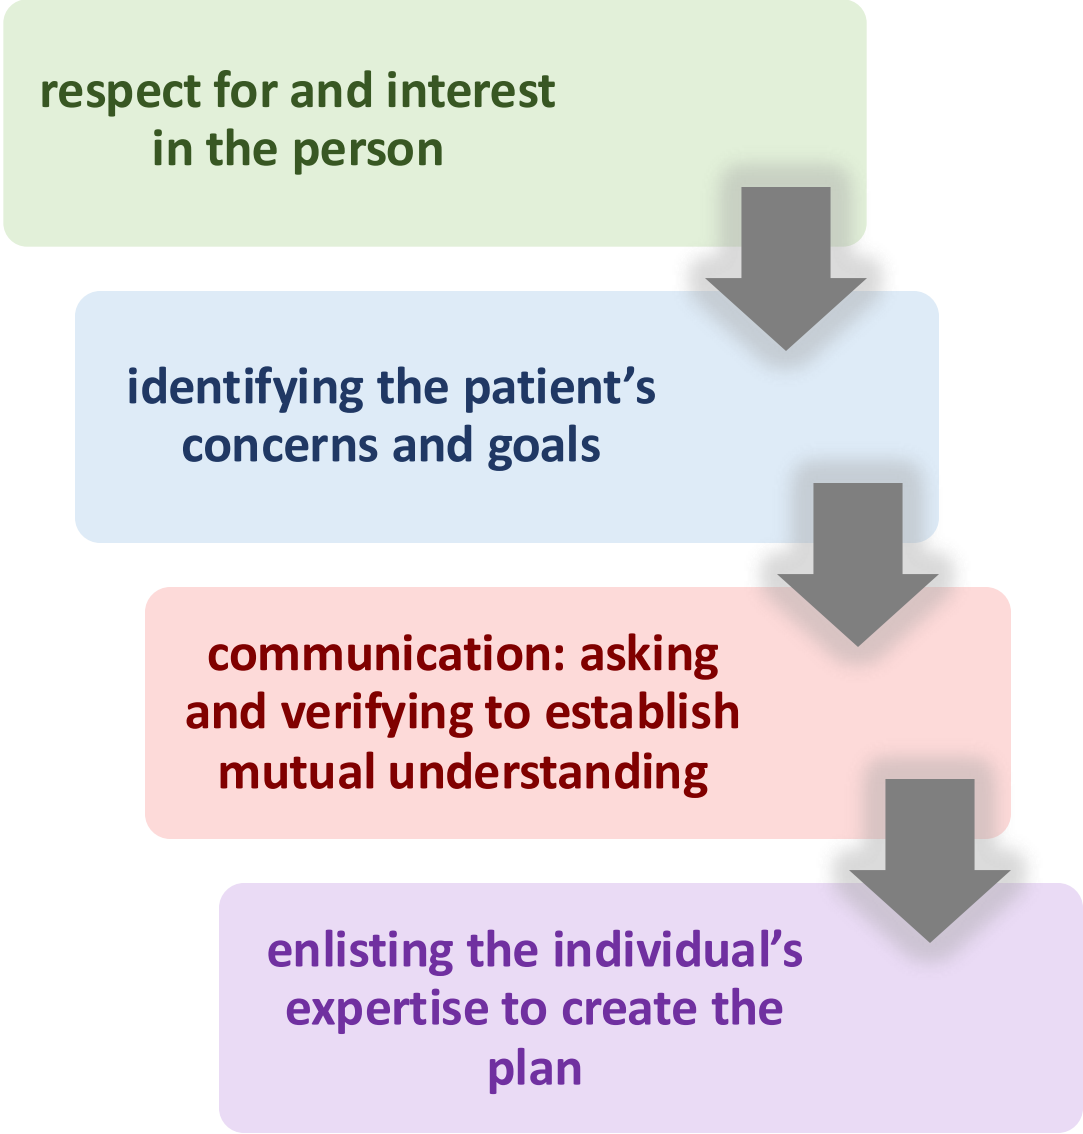 respect for and interest
in the person
identifying the patient’s
concerns and goals
communication: asking
and verifying to establish
mutual understanding
enlisting the individual’s
expertise to create the
plan